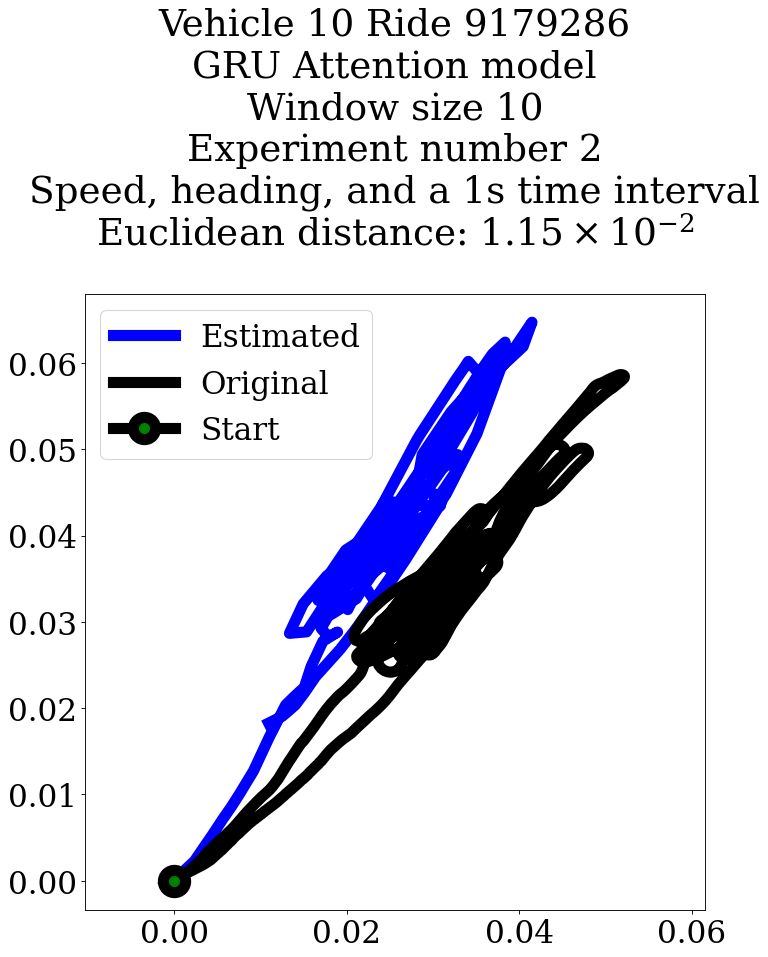 Vehicle 10 Ride 9179286
GRU Attention model
Window size 10
Experiment number 2
Speed, heading, and a 1s time interval
Euclidean distance: $1.15 \times 10^{-2}$
Estimated
Original
Start
0.06
0.05
0.04
0.03
0.02
0.01
0.00
0.00 0.02 0.04 0.06